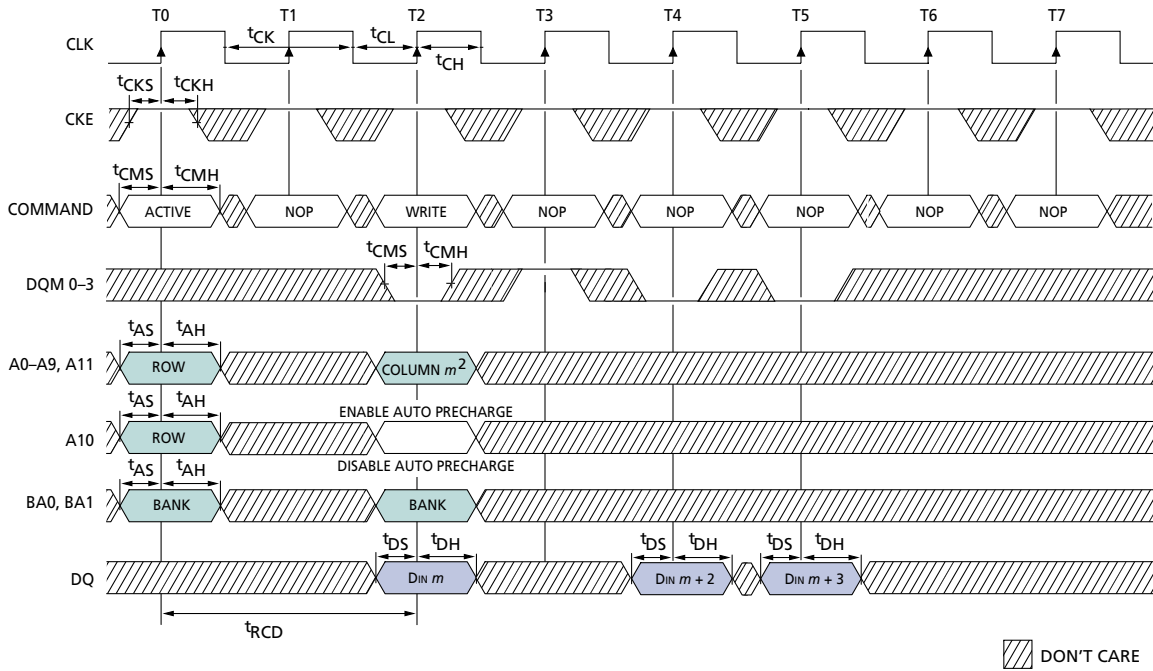 T0 T1 T2 T3 T4 T5 T6 T7
CLK
tCK tCL
tCH
tCKS tCKH
CKE
tCMS tCMH
COMMAND ACTIVE NOP WRITE NOP NOP NOP NOP NOP
tCMS tCMH
DQM 0–3
tAS tAH
A0–A9, A11 ROW COLUMN m2
tAS tAH ENABLE AUTO PRECHARGE
A10 ROW
tAS tAH DISABLE AUTO PRECHARGE
BA0, BA1 BANK BANK
tDS tDH tDS tDH tDS tDH
DQ DIN m DIN m + 2 DIN m + 3
tRCD
DON'T CARE